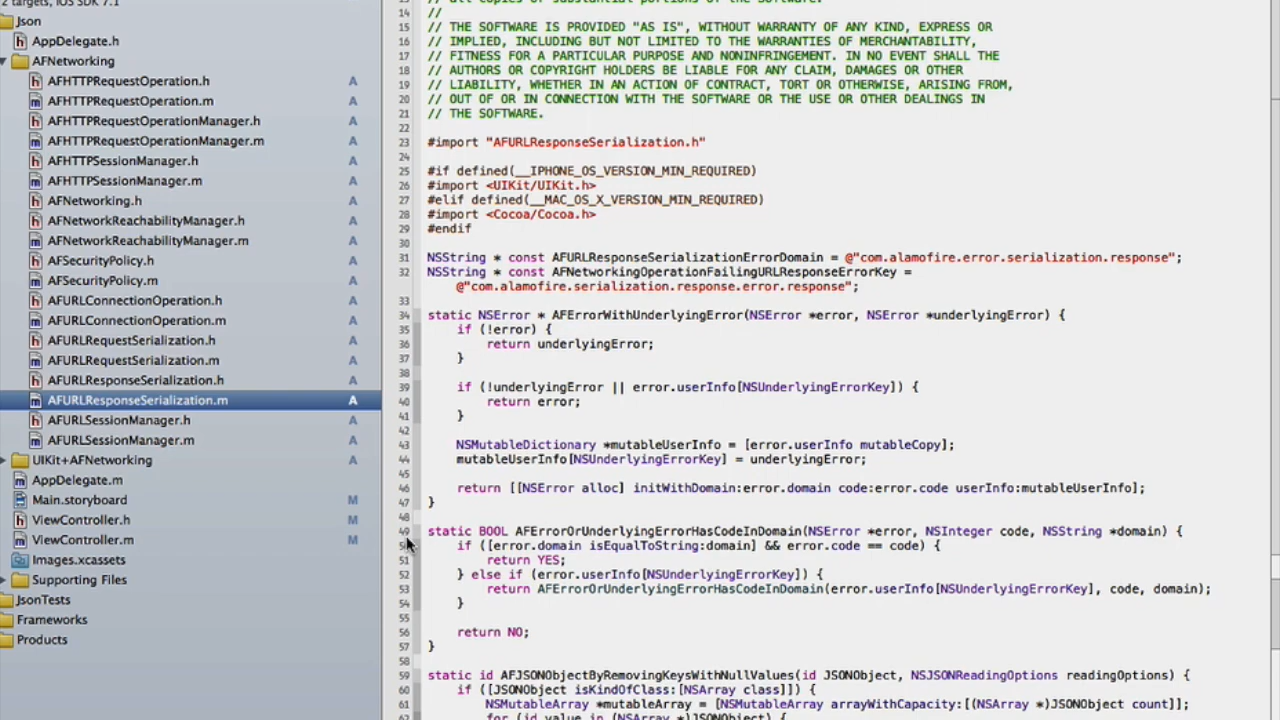 2 targets, iOS SDK 7.1
Json
AppDelegate.h
AFNetworking
AFHTTPRequestOperation.h A
AFHTTPRequestOperation.m A
AFHTTPRequestOperationManager.h A
AFHTTPRequestOperationManager.m A
AFHTTPSessionManager.h A
AFHTTPSessionManager.m A
AFNetworking.h A
AFNetworkReachabilityManager.h A
AFNetworkReachabilityManager.m A
AFSecurityPolicy.h A
AFSecurityPolicy.m A
AFURLConnectionOperation.h A
AFURLConnectionOperation.m A
AFURLRequestSerialization.h A
AFURLRequestSerialization.m A
AFURLResponseSerialization.h A
AFURLResponseSerialization.m A
AFURLSessionManager.h A
AFURLSessionManager.m A
UIKit+AFNetworking A
AppDelegate.m
Main.storyboard M
ViewController.h M
ViewController.m M
Images.xcassets
Supporting Files
JsonTests
Frameworks
Products
// all copies or substantial portions of the Software.
14 //
15 // THE SOFTWARE IS PROVIDED "AS IS", WITHOUT WARRANTY OF ANY KIND, EXPRESS OR
16 // IMPLIED, INCLUDING BUT NOT LIMITED TO THE WARRANTIES OF MERCHANTABILITY,
17 // FITNESS FOR A PARTICULAR PURPOSE AND NONINFRINGEMENT. IN NO EVENT SHALL THE
18 // AUTHORS OR COPYRIGHT HOLDERS BE LIABLE FOR ANY CLAIM, DAMAGES OR OTHER
19 // LIABILITY, WHETHER IN AN ACTION OF CONTRACT, TORT OR OTHERWISE, ARISING FROM,
20 // OUT OF OR IN CONNECTION WITH THE SOFTWARE OR THE USE OR OTHER DEALINGS IN
21 // THE SOFTWARE.
22
23 #import "AFURLResponseSerialization.h"
24
25 #if defined(__IPHONE_OS_VERSION_MIN_REQUIRED)
26 #import <UIKit/UIKit.h>
27 #elif defined(__MAC_OS_X_VERSION_MIN_REQUIRED)
28 #import <Cocoa/Cocoa.h>
29 #endif
30
31 NSString * const AFURLResponseSerializationErrorDomain = @"com.alamofire.error.serialization.response";
32 NSString * const AFNetworkingOperationFailingURLResponseErrorKey =
@"com.alamofire.serialization.response.error.response";
33
34 static NSError * AFErrorWithUnderlyingError(NSError *error, NSError *underlyingError) {
35 if (!error) {
36 return underlyingError;
37 }
38
39 if (!underlyingError || error.userInfo[NSUnderlyingErrorKey]) {
40 return error;
41 }
42
43 NSMutableDictionary *mutableUserInfo = [error.userInfo mutableCopy];
44 mutableUserInfo[NSUnderlyingErrorKey] = underlyingError;
45
46 return [[NSError alloc] initWithDomain:error.domain code:error.code userInfo:mutableUserInfo];
47 }
48
49 static BOOL AFErrorOrUnderlyingErrorHasCodeInDomain(NSError *error, NSInteger code, NSString *domain) {
50 if ([error.domain isEqualToString:domain] && error.code == code) {
51 return YES;
52 } else if (error.userInfo[NSUnderlyingErrorKey]) {
53 return AFErrorOrUnderlyingErrorHasCodeInDomain(error.userInfo[NSUnderlyingErrorKey], code, domain);
54 }
55
56 return NO;
57 }
58
59 static id AFJSONObjectByRemovingKeysWithNullValues(id JSONObject, NSJSONReadingOptions readingOptions) {
60 if ([JSONObject isKindOfClass:[NSArray class]]) {
61 NSMutableArray *mutableArray = [NSMutableArray arrayWithCapacity:[(NSArray *)JSONObject count]];
62 for (id value in (NSArray *)JSONObject) {